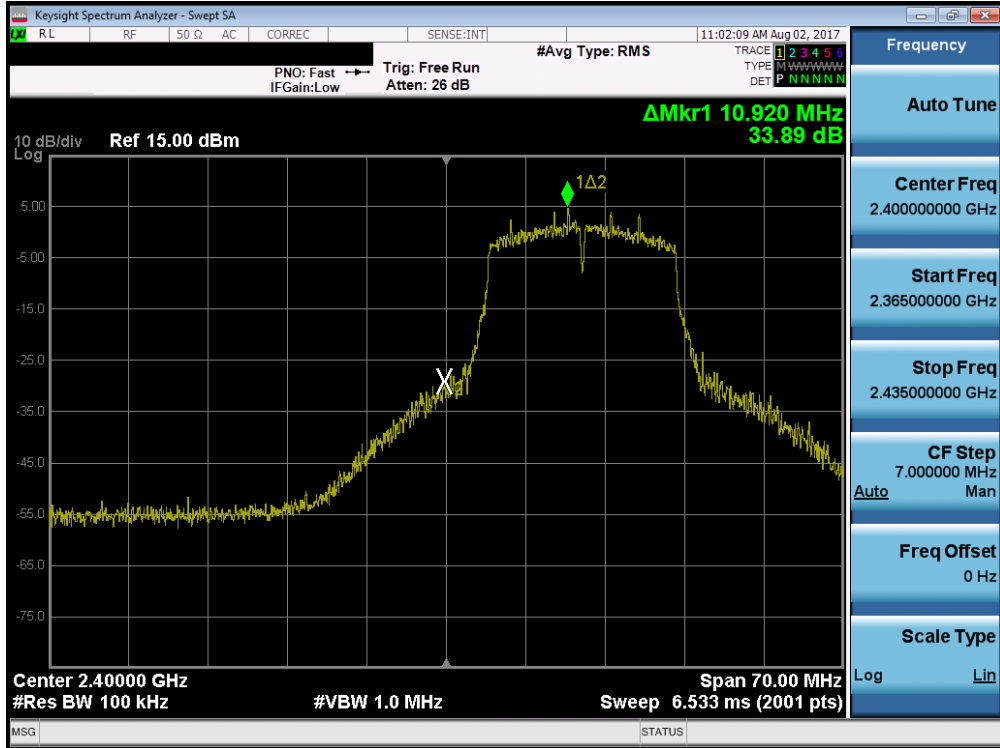 Keysight Spectrum Analyzer - Swept SA
LXI RL RF 50 Ω AC CORREC SENSE:INT 11:02:09 AM Aug 02, 2017
#Avg Type: RMS TRACE 1 2 3 4 5 6
PNO: Fast Trig: Free Run TYPE M WWWWW
IFGain:Low Atten: 26 dB DET P N N N N N
ΔMkr1 10.920 MHz
33.89 dB
10 dB/div Ref 15.00 dBm
Log
1Δ2
5.00
-5.00
-15.0
-25.0
X
-35.0
-45.0
-55.0
-65.0
-75.0
Center 2.40000 GHz Span 70.00 MHz
#Res BW 100 kHz #VBW 1.0 MHz Sweep 6.533 ms (2001 pts)
MSG STATUS
Frequency
Auto Tune
Center Freq
2.400000000 GHz
Start Freq
2.365000000 GHz
Stop Freq
2.435000000 GHz
CF Step
7.000000 MHz
Auto Man
Freq Offset
0 Hz
Scale Type
Log Lin